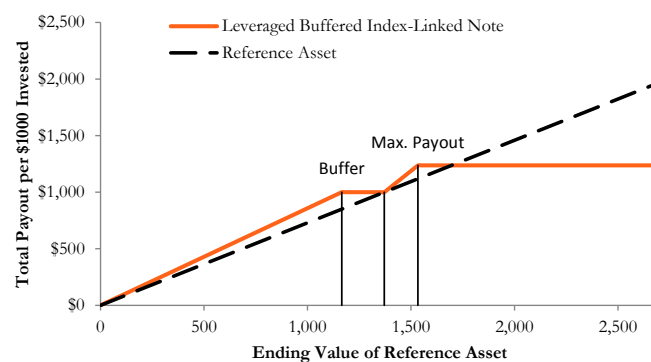 $2,500
$2,000
$1,500
$1,000
$500
$0
Total Payout per $1000 Invested
Leveraged Buffered Index-Linked Note
Reference Asset
Max. Payout
Buffer
0
500
1,000
1,500
2,000
2,500
Ending Value of Reference Asset